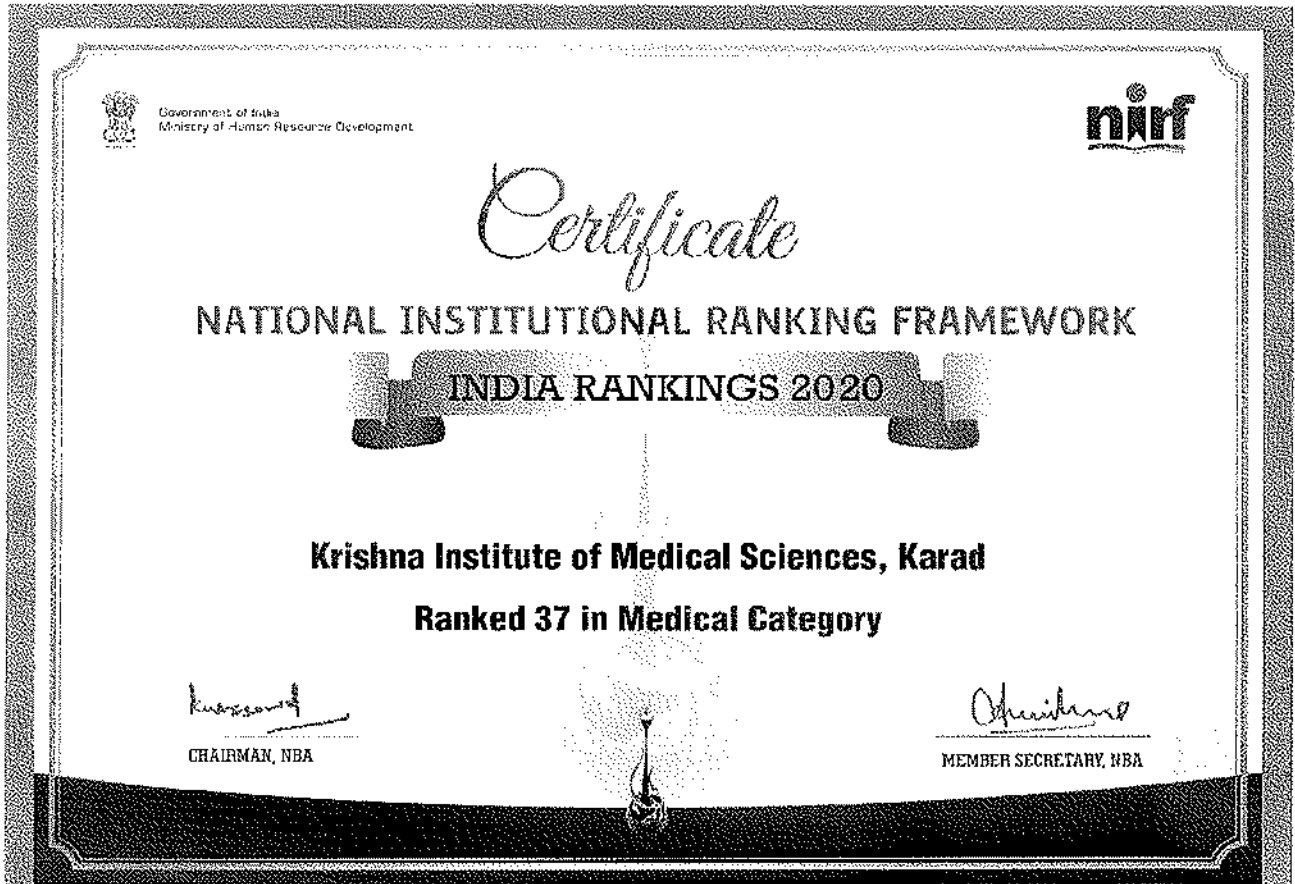 Government of India
Ministry of Human Resource Development
nirf
Certificate
NATIONAL INSTITUTIONAL RANKING FRAMEWORK
INDIA RANKINGS 2020
Krishna Institute of Medical Sciences, Karad
Ranked 37 in Medical Category
CHAIRMAN, NBA
MEMBER SECRETARY, NBA